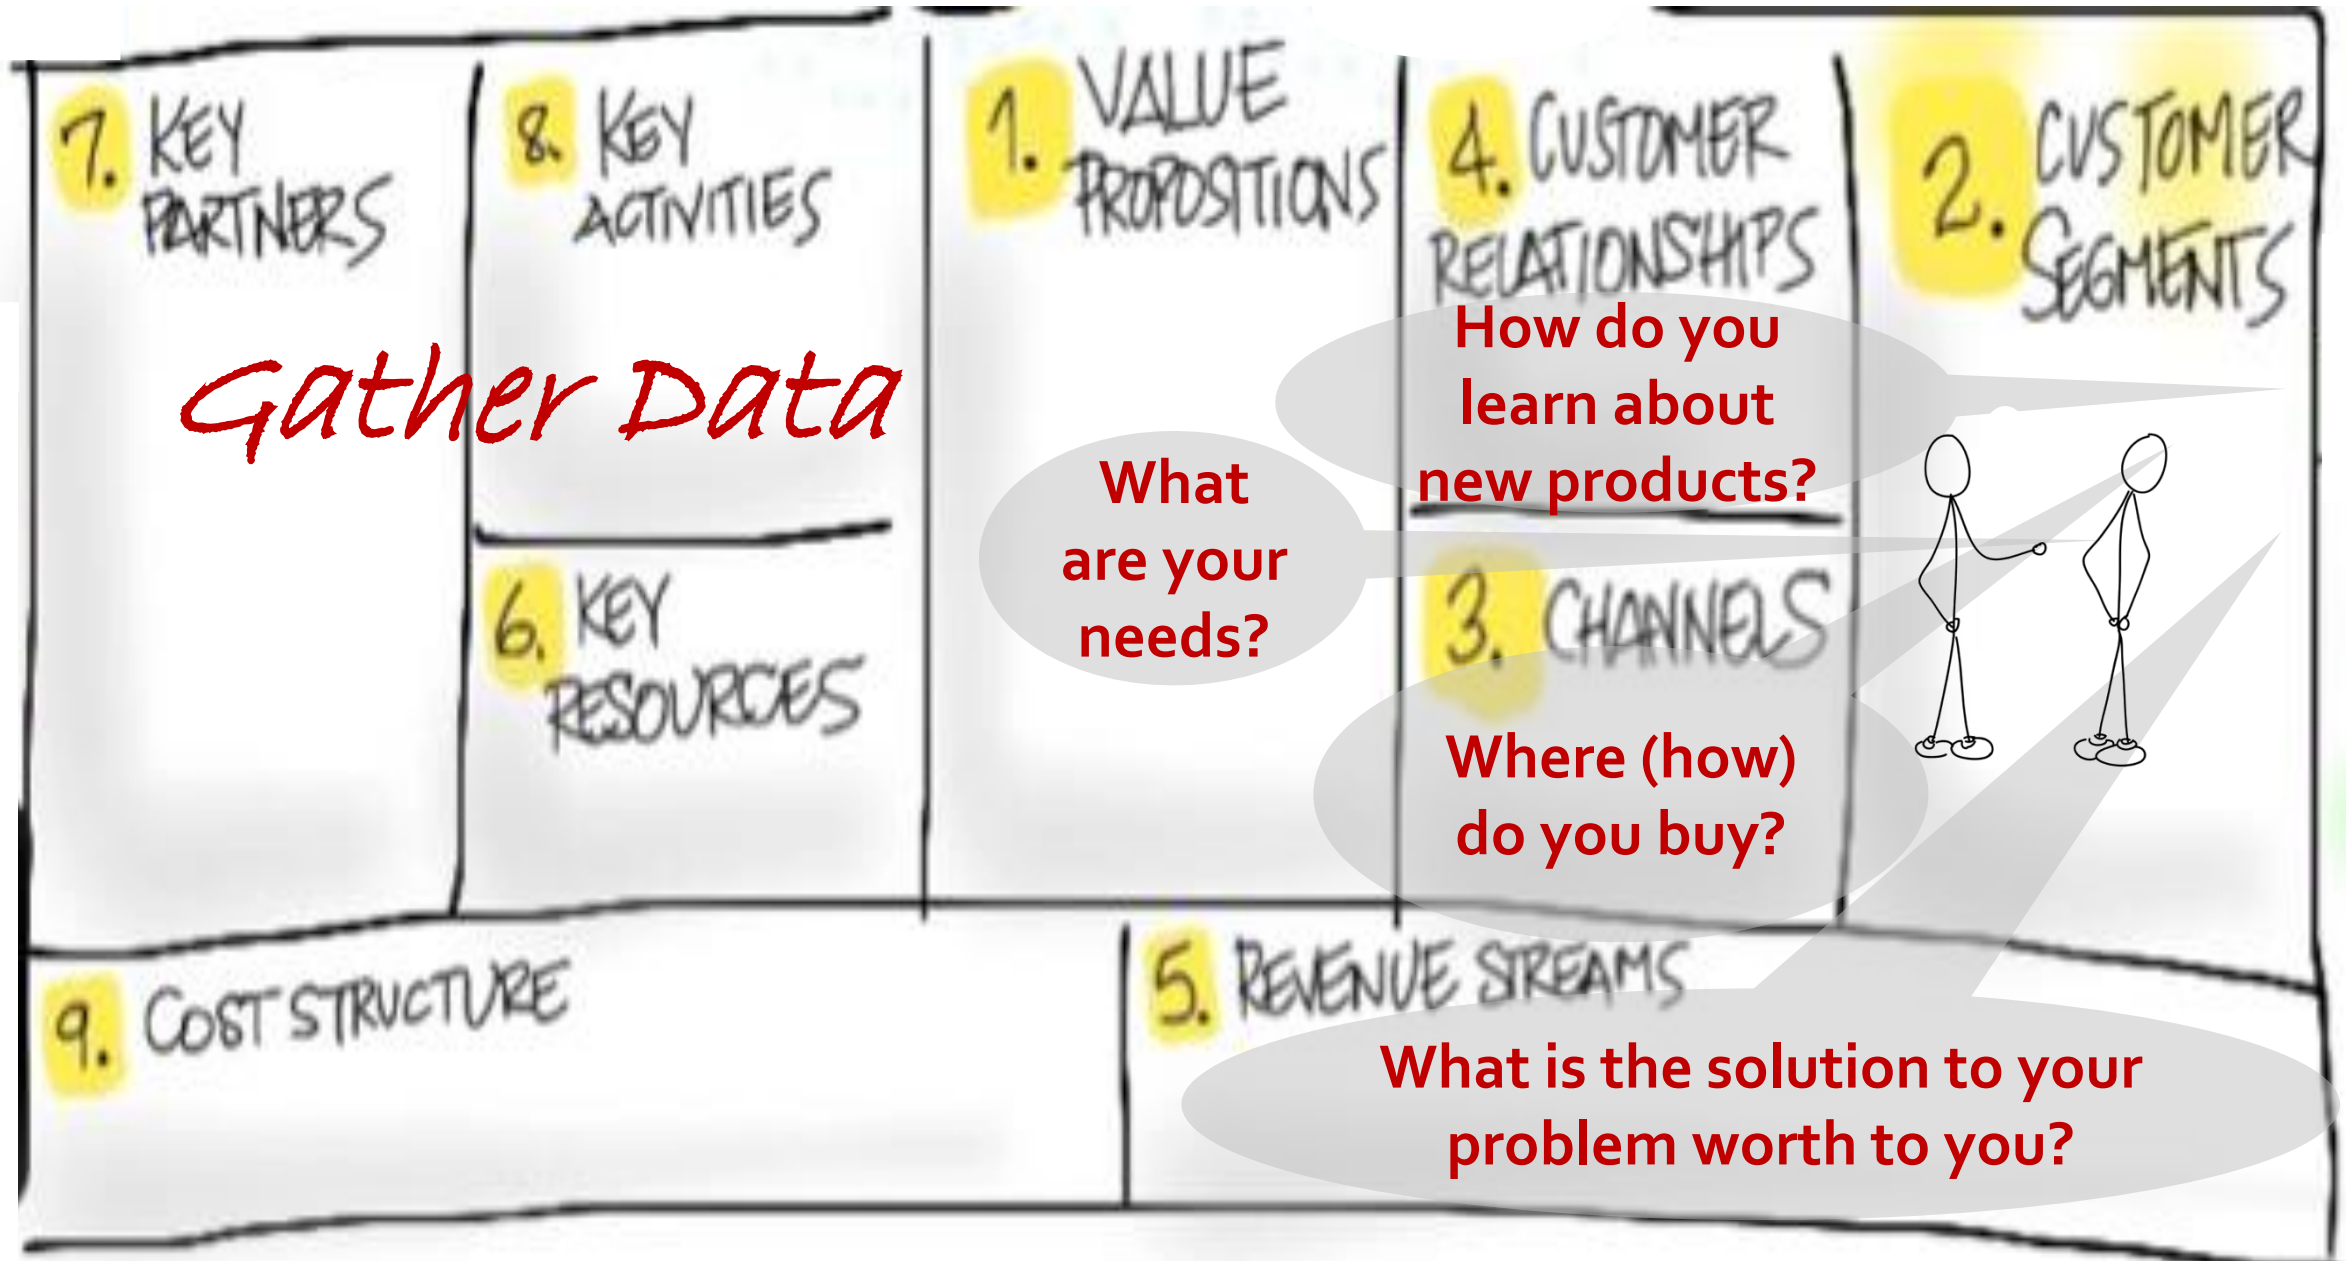 7. KEY
PARTNERS
8. KEY
ACTIVITIES
Gather Data
6. KEY
RESOURCES
1. VALUE
PROPOSITIONS
What
are your
needs?
4. CUSTOMER
RELATIONSHIPS
How do you
learn about
new products?
3. CHANNELS
Where (how)
do you buy?
2. CUSTOMER
SEGMENTS
9. COST STRUCTURE
5. REVENUE STREAMS
What is the solution to your
problem worth to you?